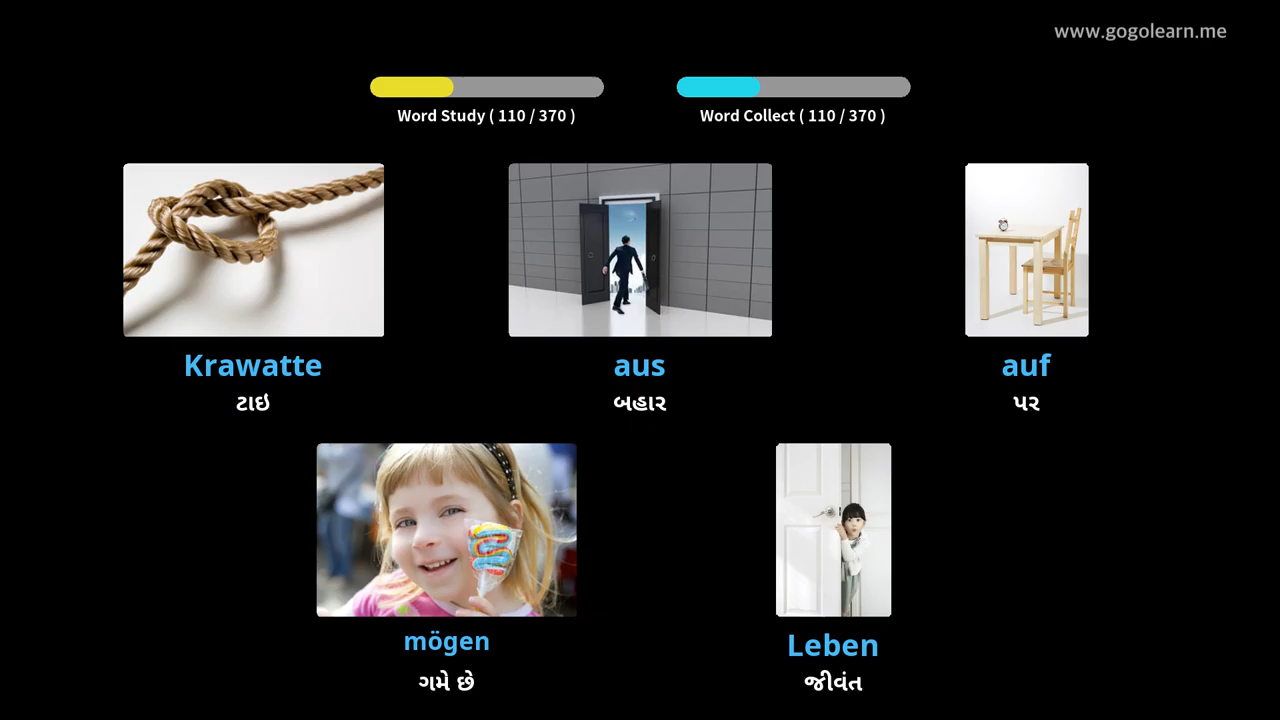 www.gogolearn.me
Word Study ( 110 / 370 )
Word Collect ( 110 / 370 )
Krawatte
ટાઇ
aus
બહાર
auf
પર
mögen
ગમે છે
Leben
જીવંત